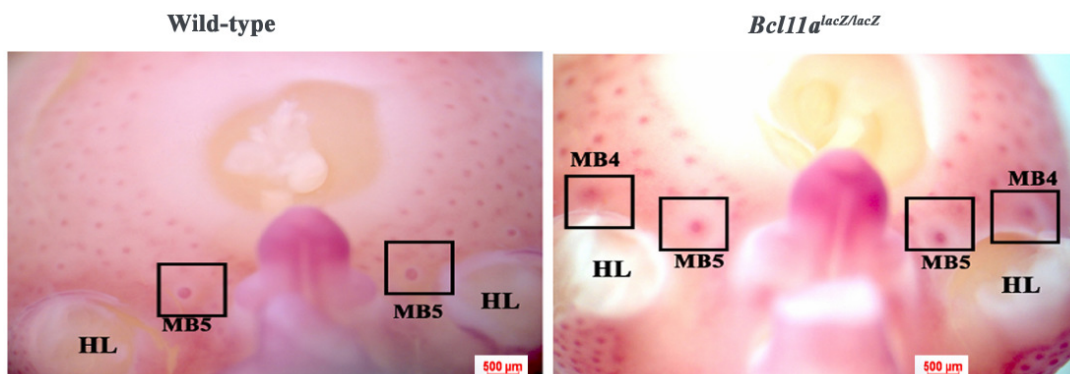 Wild-type
Bcl11a^lacZ/lacZ
MB4
MB4
MB5
MB5
MB5
MB5
HL
HL
HL
HL
500 µm
500 µm